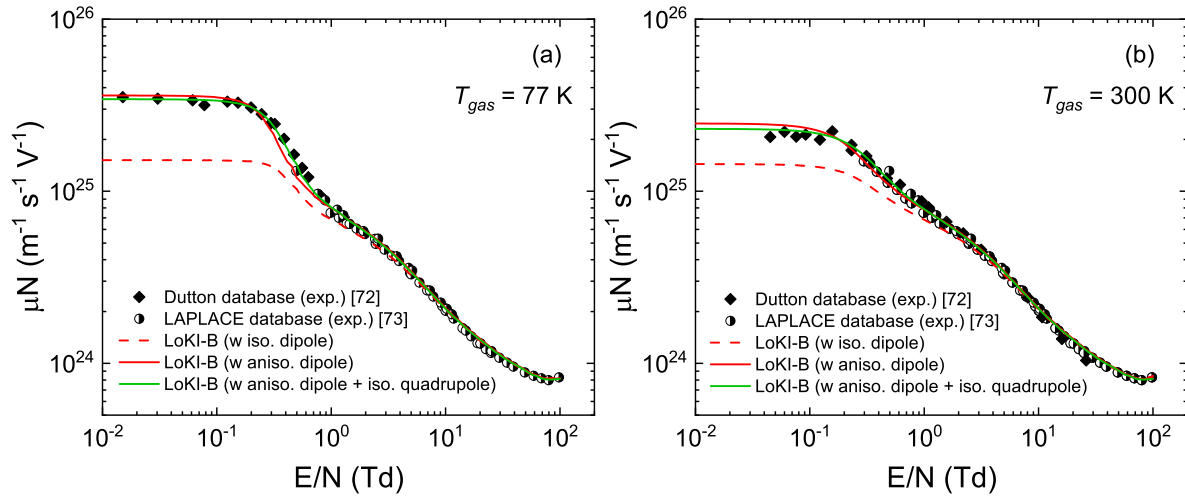 10^26
10^25
10^24
μN (m^-1 s^-1 V^-1)
(a)
T_gas = 77 K
Dutton database (exp.) [72]
LAPLACE database (exp.) [73]
LoKI-B (w iso. dipole)
LoKI-B (w aniso. dipole)
LoKI-B (w aniso. dipole + iso. quadrupole)
10^-2 10^-1 10^0 10^1 10^2
E/N (Td)
10^26
10^25
10^24
μN (m^-1 s^-1 V^-1)
(b)
T_gas = 300 K
Dutton database (exp.) [72]
LAPLACE database (exp.) [73]
LoKI-B (w iso. dipole)
LoKI-B (w aniso. dipole)
LoKI-B (w aniso. dipole + iso. quadrupole)
10^-2 10^-1 10^0 10^1 10^2
E/N (Td)